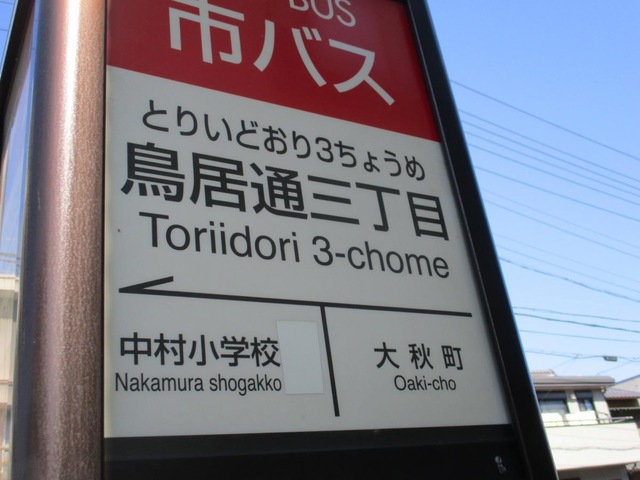 BUS
市バス
とりいどおり3ちょうめ
鳥居通三丁目
Toriidori 3-chome
中村小学校
Nakamura shogakko
大秋町
Oaki-cho